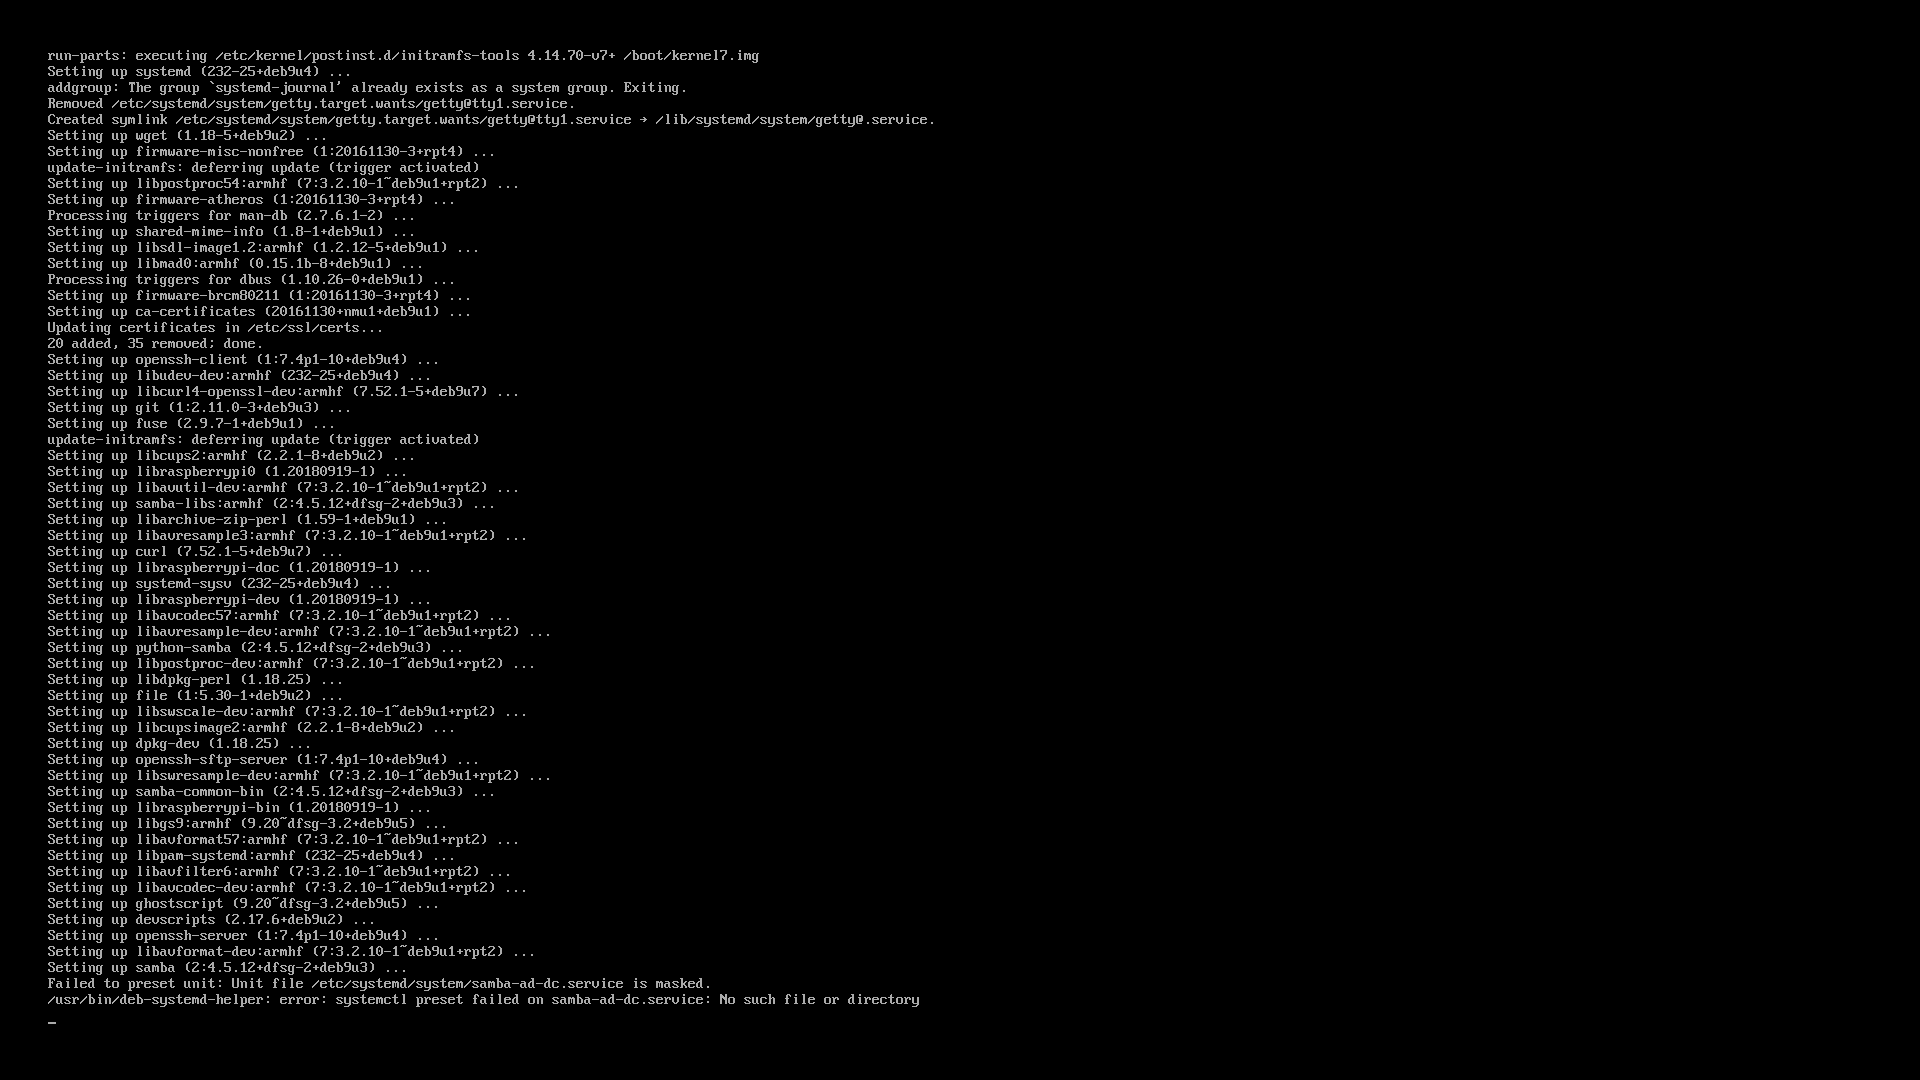 run-parts: executing /etc/kernel/postinst.d/initramfs-tools 4.14.70-v7+ /boot/kernel7.img
Setting up systemd (232-25+deb9u4) ...
addgroup: The group `systemd-journal' already exists as a system group. Exiting.
Removed /etc/systemd/system/getty.target.wants/getty@tty1.service.
Created symlink /etc/systemd/system/getty.target.wants/getty@tty1.service → /lib/systemd/system/getty@.service.
Setting up wget (1.18-5+deb9u2) ...
Setting up firmware-misc-nonfree (1:20161130-3+rpt4) ...
update-initramfs: deferring update (trigger activated)
Setting up libpostproc54:armhf (7:3.2.10-1~deb9u1+rpt2) ...
Setting up firmware-atheros (1:20161130-3+rpt4) ...
Processing triggers for man-db (2.7.6.1-2) ...
Setting up shared-mime-info (1.8-1+deb9u1) ...
Setting up libsdl-image1.2:armhf (1.2.12-5+deb9u1) ...
Setting up libmad0:armhf (0.15.1b-8+deb9u1) ...
Processing triggers for dbus (1.10.26-0+deb9u1) ...
Setting up firmware-brcm80211 (1:20161130-3+rpt4) ...
Setting up ca-certificates (20161130+nmu1+deb9u1) ...
Updating certificates in /etc/ssl/certs...
20 added, 35 removed; done.
Setting up openssh-client (1:7.4p1-10+deb9u4) ...
Setting up libudev-dev:armhf (232-25+deb9u4) ...
Setting up libcurl4-openssl-dev:armhf (7.52.1-5+deb9u7) ...
Setting up git (1:2.11.0-3+deb9u3) ...
Setting up fuse (2.9.7-1+deb9u1) ...
update-initramfs: deferring update (trigger activated)
Setting up libcups2:armhf (2.2.1-8+deb9u2) ...
Setting up libraspberrypi0 (1.20180919-1) ...
Setting up libavutil-dev:armhf (7:3.2.10-1~deb9u1+rpt2) ...
Setting up samba-libs:armhf (2:4.5.12+dfsg-2+deb9u3) ...
Setting up libarchive-zip-perl (1.59-1+deb9u1) ...
Setting up libavresample3:armhf (7:3.2.10-1~deb9u1+rpt2) ...
Setting up curl (7.52.1-5+deb9u7) ...
Setting up libraspberrypi-doc (1.20180919-1) ...
Setting up systemd-sysv (232-25+deb9u4) ...
Setting up libraspberrypi-dev (1.20180919-1) ...
Setting up libavcodec57:armhf (7:3.2.10-1~deb9u1+rpt2) ...
Setting up libavresample-dev:armhf (7:3.2.10-1~deb9u1+rpt2) ...
Setting up python-samba (2:4.5.12+dfsg-2+deb9u3) ...
Setting up libpostproc-dev:armhf (7:3.2.10-1~deb9u1+rpt2) ...
Setting up libdpkg-perl (1.18.25) ...
Setting up file (1:5.30-1+deb9u2) ...
Setting up libswscale-dev:armhf (7:3.2.10-1~deb9u1+rpt2) ...
Setting up libcupsimage2:armhf (2.2.1-8+deb9u2) ...
Setting up dpkg-dev (1.18.25) ...
Setting up openssh-sftp-server (1:7.4p1-10+deb9u4) ...
Setting up libswresample-dev:armhf (7:3.2.10-1~deb9u1+rpt2) ...
Setting up samba-common-bin (2:4.5.12+dfsg-2+deb9u3) ...
Setting up libraspberrypi-bin (1.20180919-1) ...
Setting up libgs9:armhf (9.20~dfsg-3.2+deb9u5) ...
Setting up libavformat57:armhf (7:3.2.10-1~deb9u1+rpt2) ...
Setting up libpam-systemd:armhf (232-25+deb9u4) ...
Setting up libavfilter6:armhf (7:3.2.10-1~deb9u1+rpt2) ...
Setting up libavcodec-dev:armhf (7:3.2.10-1~deb9u1+rpt2) ...
Setting up ghostscript (9.20~dfsg-3.2+deb9u5) ...
Setting up devscripts (2.17.6+deb9u2) ...
Setting up openssh-server (1:7.4p1-10+deb9u4) ...
Setting up libavformat-dev:armhf (7:3.2.10-1~deb9u1+rpt2) ...
Setting up samba (2:4.5.12+dfsg-2+deb9u3) ...
Failed to preset unit: Unit file /etc/systemd/system/samba-ad-dc.service is masked.
/usr/bin/deb-systemd-helper: error: systemctl preset failed on samba-ad-dc.service: No such file or directory
_